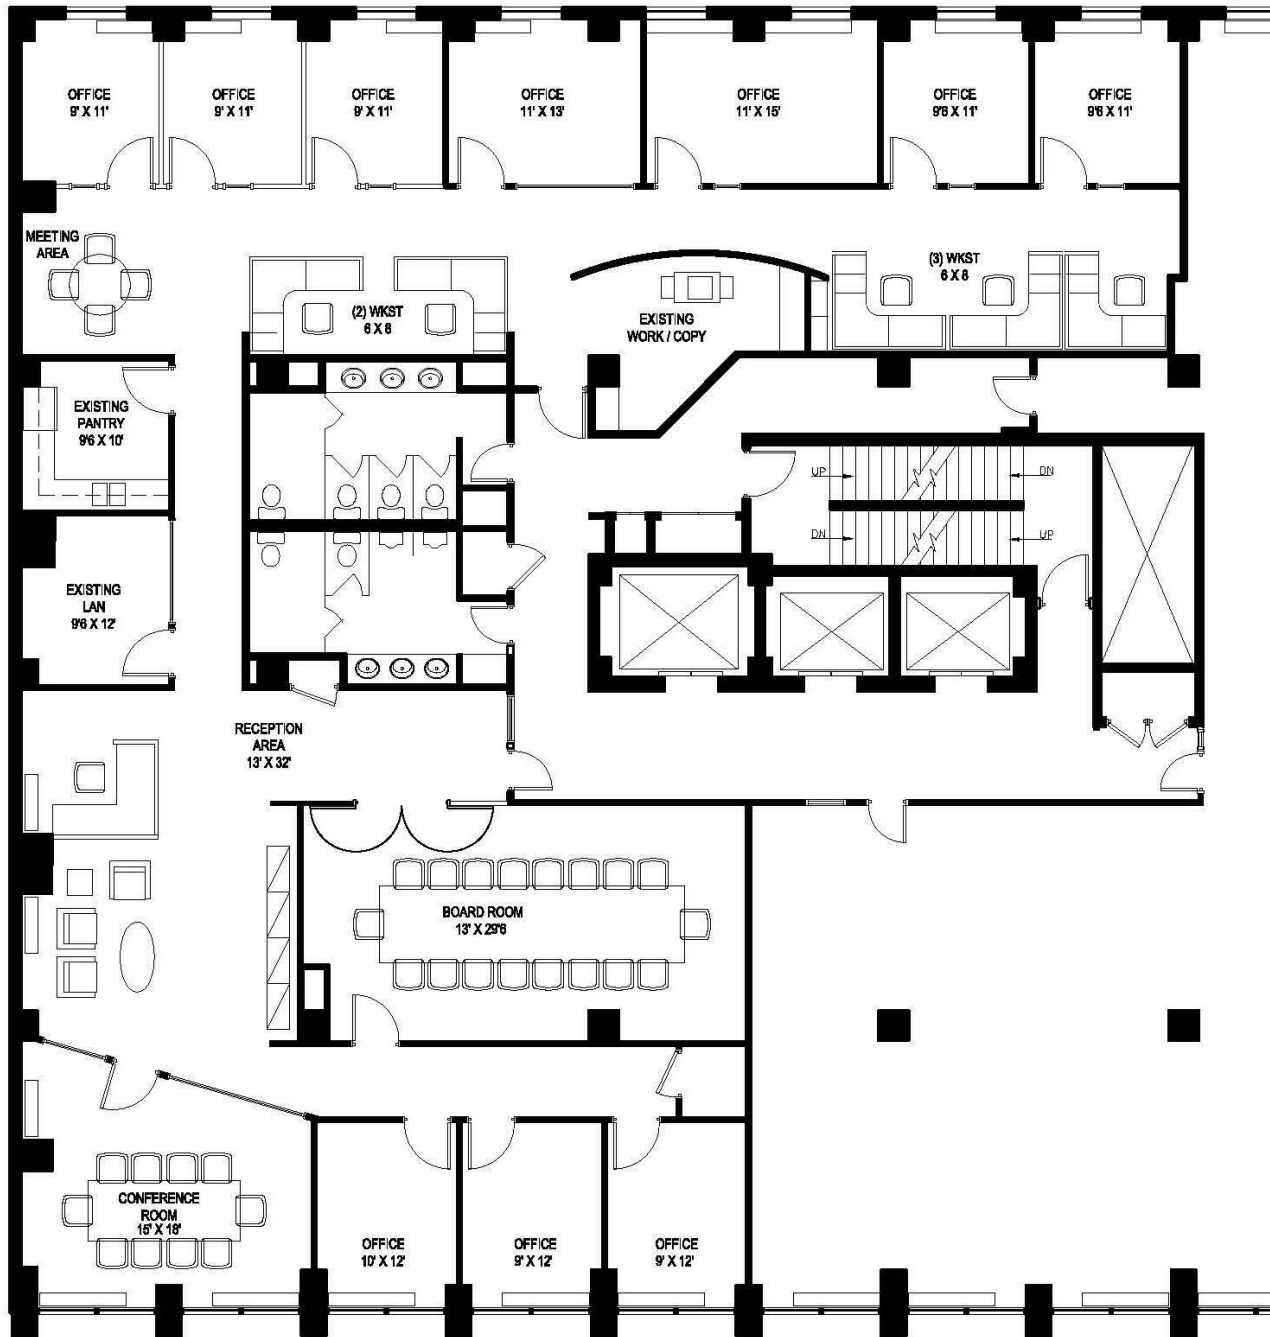 OFFICE
9' X 11'
OFFICE
9' X 11'
OFFICE
9' X 11'
OFFICE
11' X 13'
OFFICE
11' X 15'
OFFICE
9'6 X 11'
OFFICE
9'6 X 11'
MEETING
AREA
(2) WKST
6 X 8
EXISTING
WORK / COPY
(3) WKST
6 X 8
EXISTING
PANTRY
9'6 X 10'
UP
DN
DN
UP
EXISTING
LAN
9'6 X 12'
RECEPTION
AREA
13' X 32'
BOARD ROOM
13' X 29'6
CONFERENCE
ROOM
15' X 18'
OFFICE
10' X 12'
OFFICE
9' X 12'
OFFICE
9' X 12'